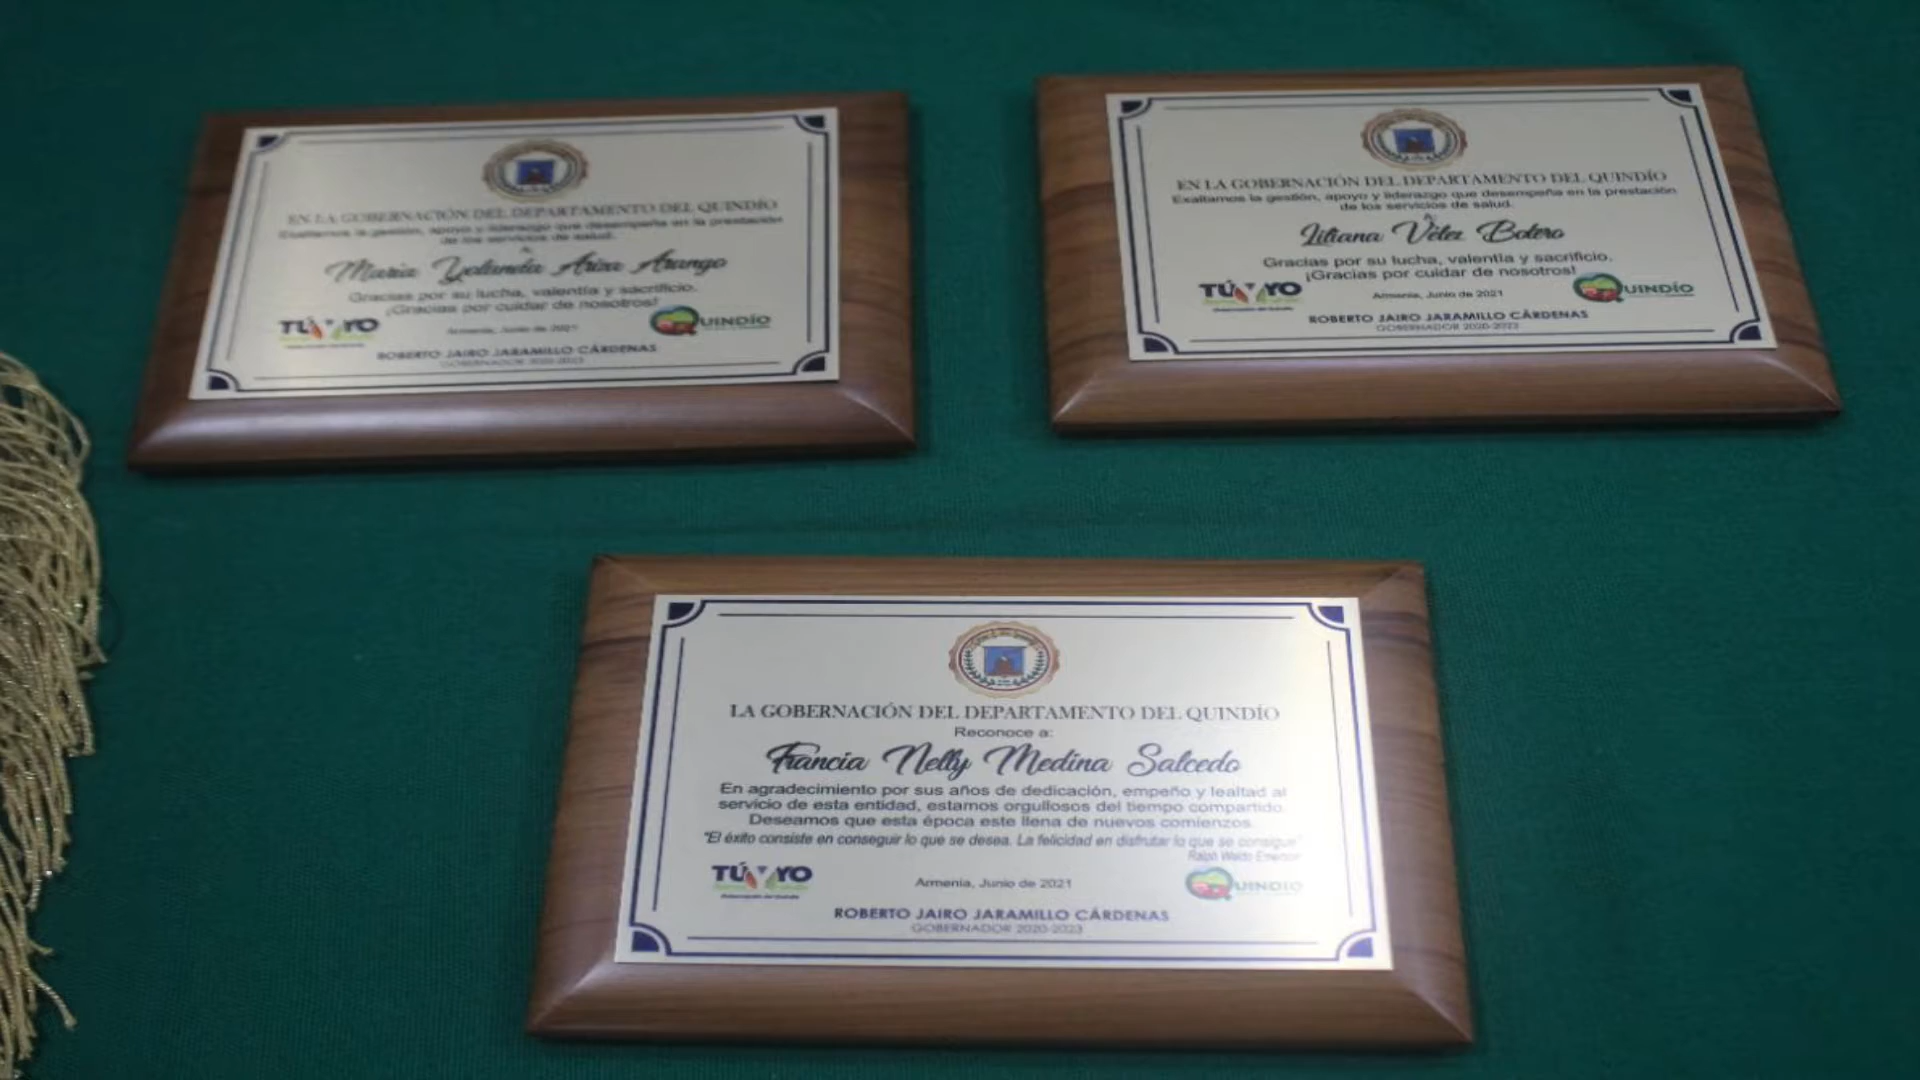 EN LA GOBERNACIÓN DEL DEPARTAMENTO DEL QUINDÍO
Exaltamos la gestión, apoyo y liderazgo que desempeña en la prestación
de los servicios de salud.
A:
Maria Yolanda Ariza Arango
Gracias por su lucha, valentía y sacrificio.
¡Gracias por cuidar de nosotros!
TÚ Y YO
Armenia, Junio de 2021
QUINDÍO
ROBERTO JAIRO JARAMILLO CÁRDENAS
GOBERNADOR 2020-2023
EN LA GOBERNACIÓN DEL DEPARTAMENTO DEL QUINDÍO
Exaltamos la gestión, apoyo y liderazgo que desempeña en la prestación
de los servicios de salud.
A:
Liliana Vélez Botero
Gracias por su lucha, valentía y sacrificio.
¡Gracias por cuidar de nosotros!
TÚ Y YO
Armenia, Junio de 2021
QUINDÍO
ROBERTO JAIRO JARAMILLO CÁRDENAS
GOBERNADOR 2020-2023
LA GOBERNACIÓN DEL DEPARTAMENTO DEL QUINDÍO
Reconoce a:
Francia Nelly Medina Salcedo
En agradecimiento por sus años de dedicación, empeño y lealtad al
servicio de esta entidad, estamos orgullosos del tiempo compartido.
Deseamos que esta época este llena de nuevos comienzos.
"El éxito consiste en conseguir lo que se desea. La felicidad en disfrutar lo que se consigue"
Ralph Waldo Emerson
TÚ Y YO
Armenia, Junio de 2021
QUINDÍO
ROBERTO JAIRO JARAMILLO CÁRDENAS
GOBERNADOR 2020-2023